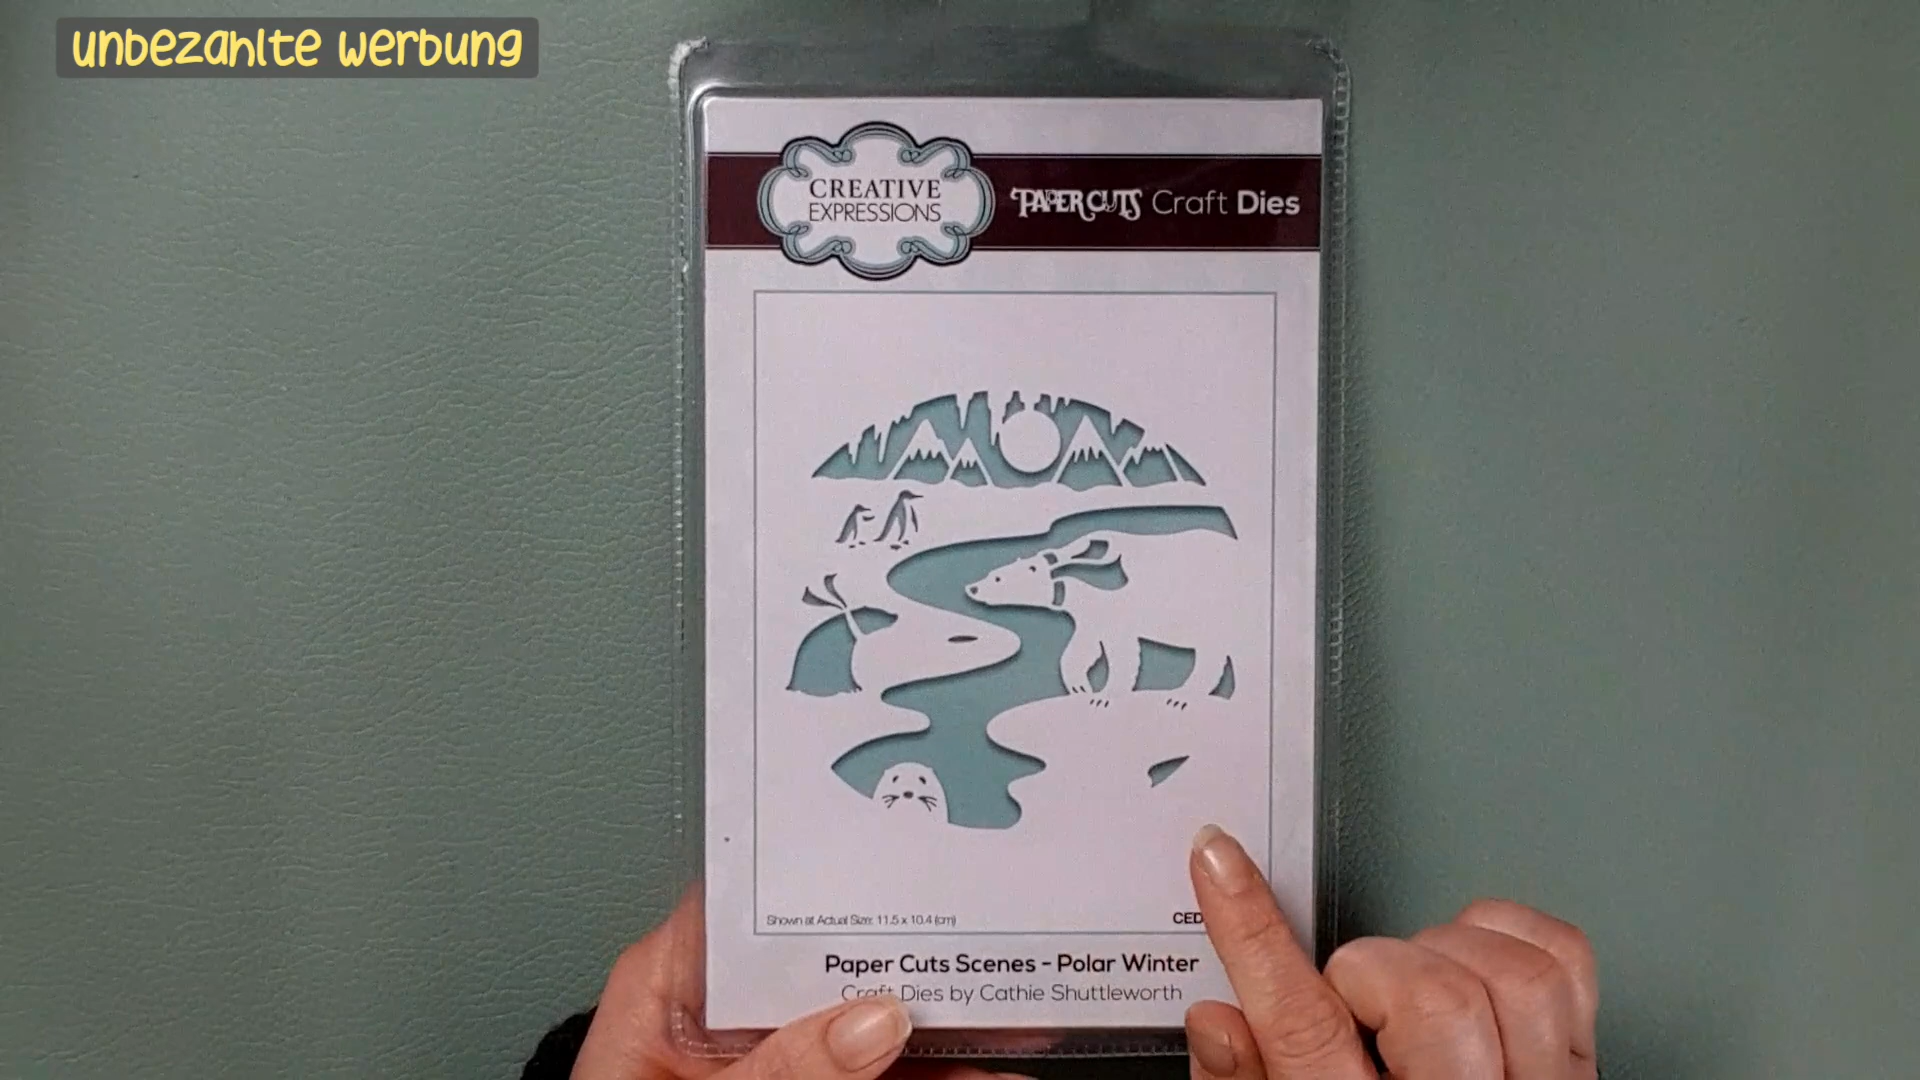 unbezahlte werbung
CREATIVE
EXPRESSIONS
PAPERCUTS Craft Dies
Shown at Actual Size: 11.5 x 10.4 (cm)
CED
Paper Cuts Scenes - Polar Winter
Craft Dies by Cathie Shuttleworth